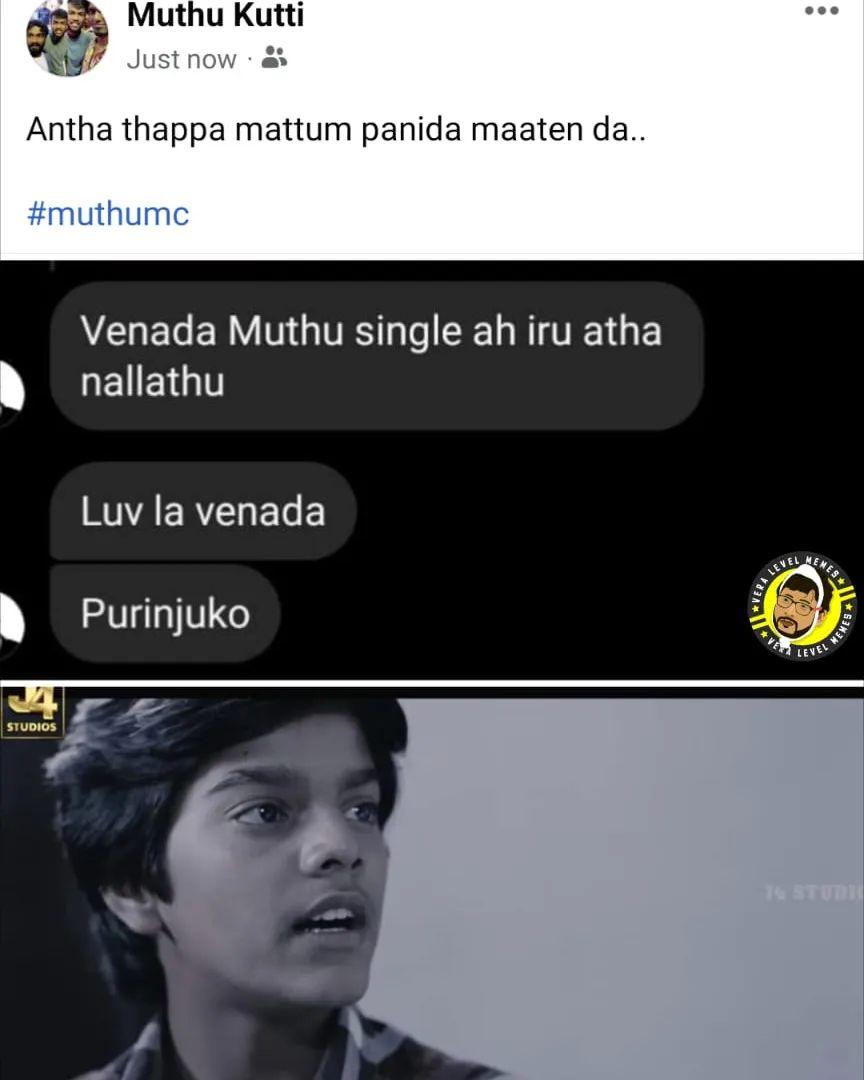 Muthu Kutti
Just now ·
Antha thappa mattum panida maaten da..
#muthumc
Venada Muthu single ah iru atha
nallathu
Luv la venada
Purinjuko
VERA LEVEL MEMES
VERA LEVEL MEMES
J4
STUDIOS
J4 STUDIO